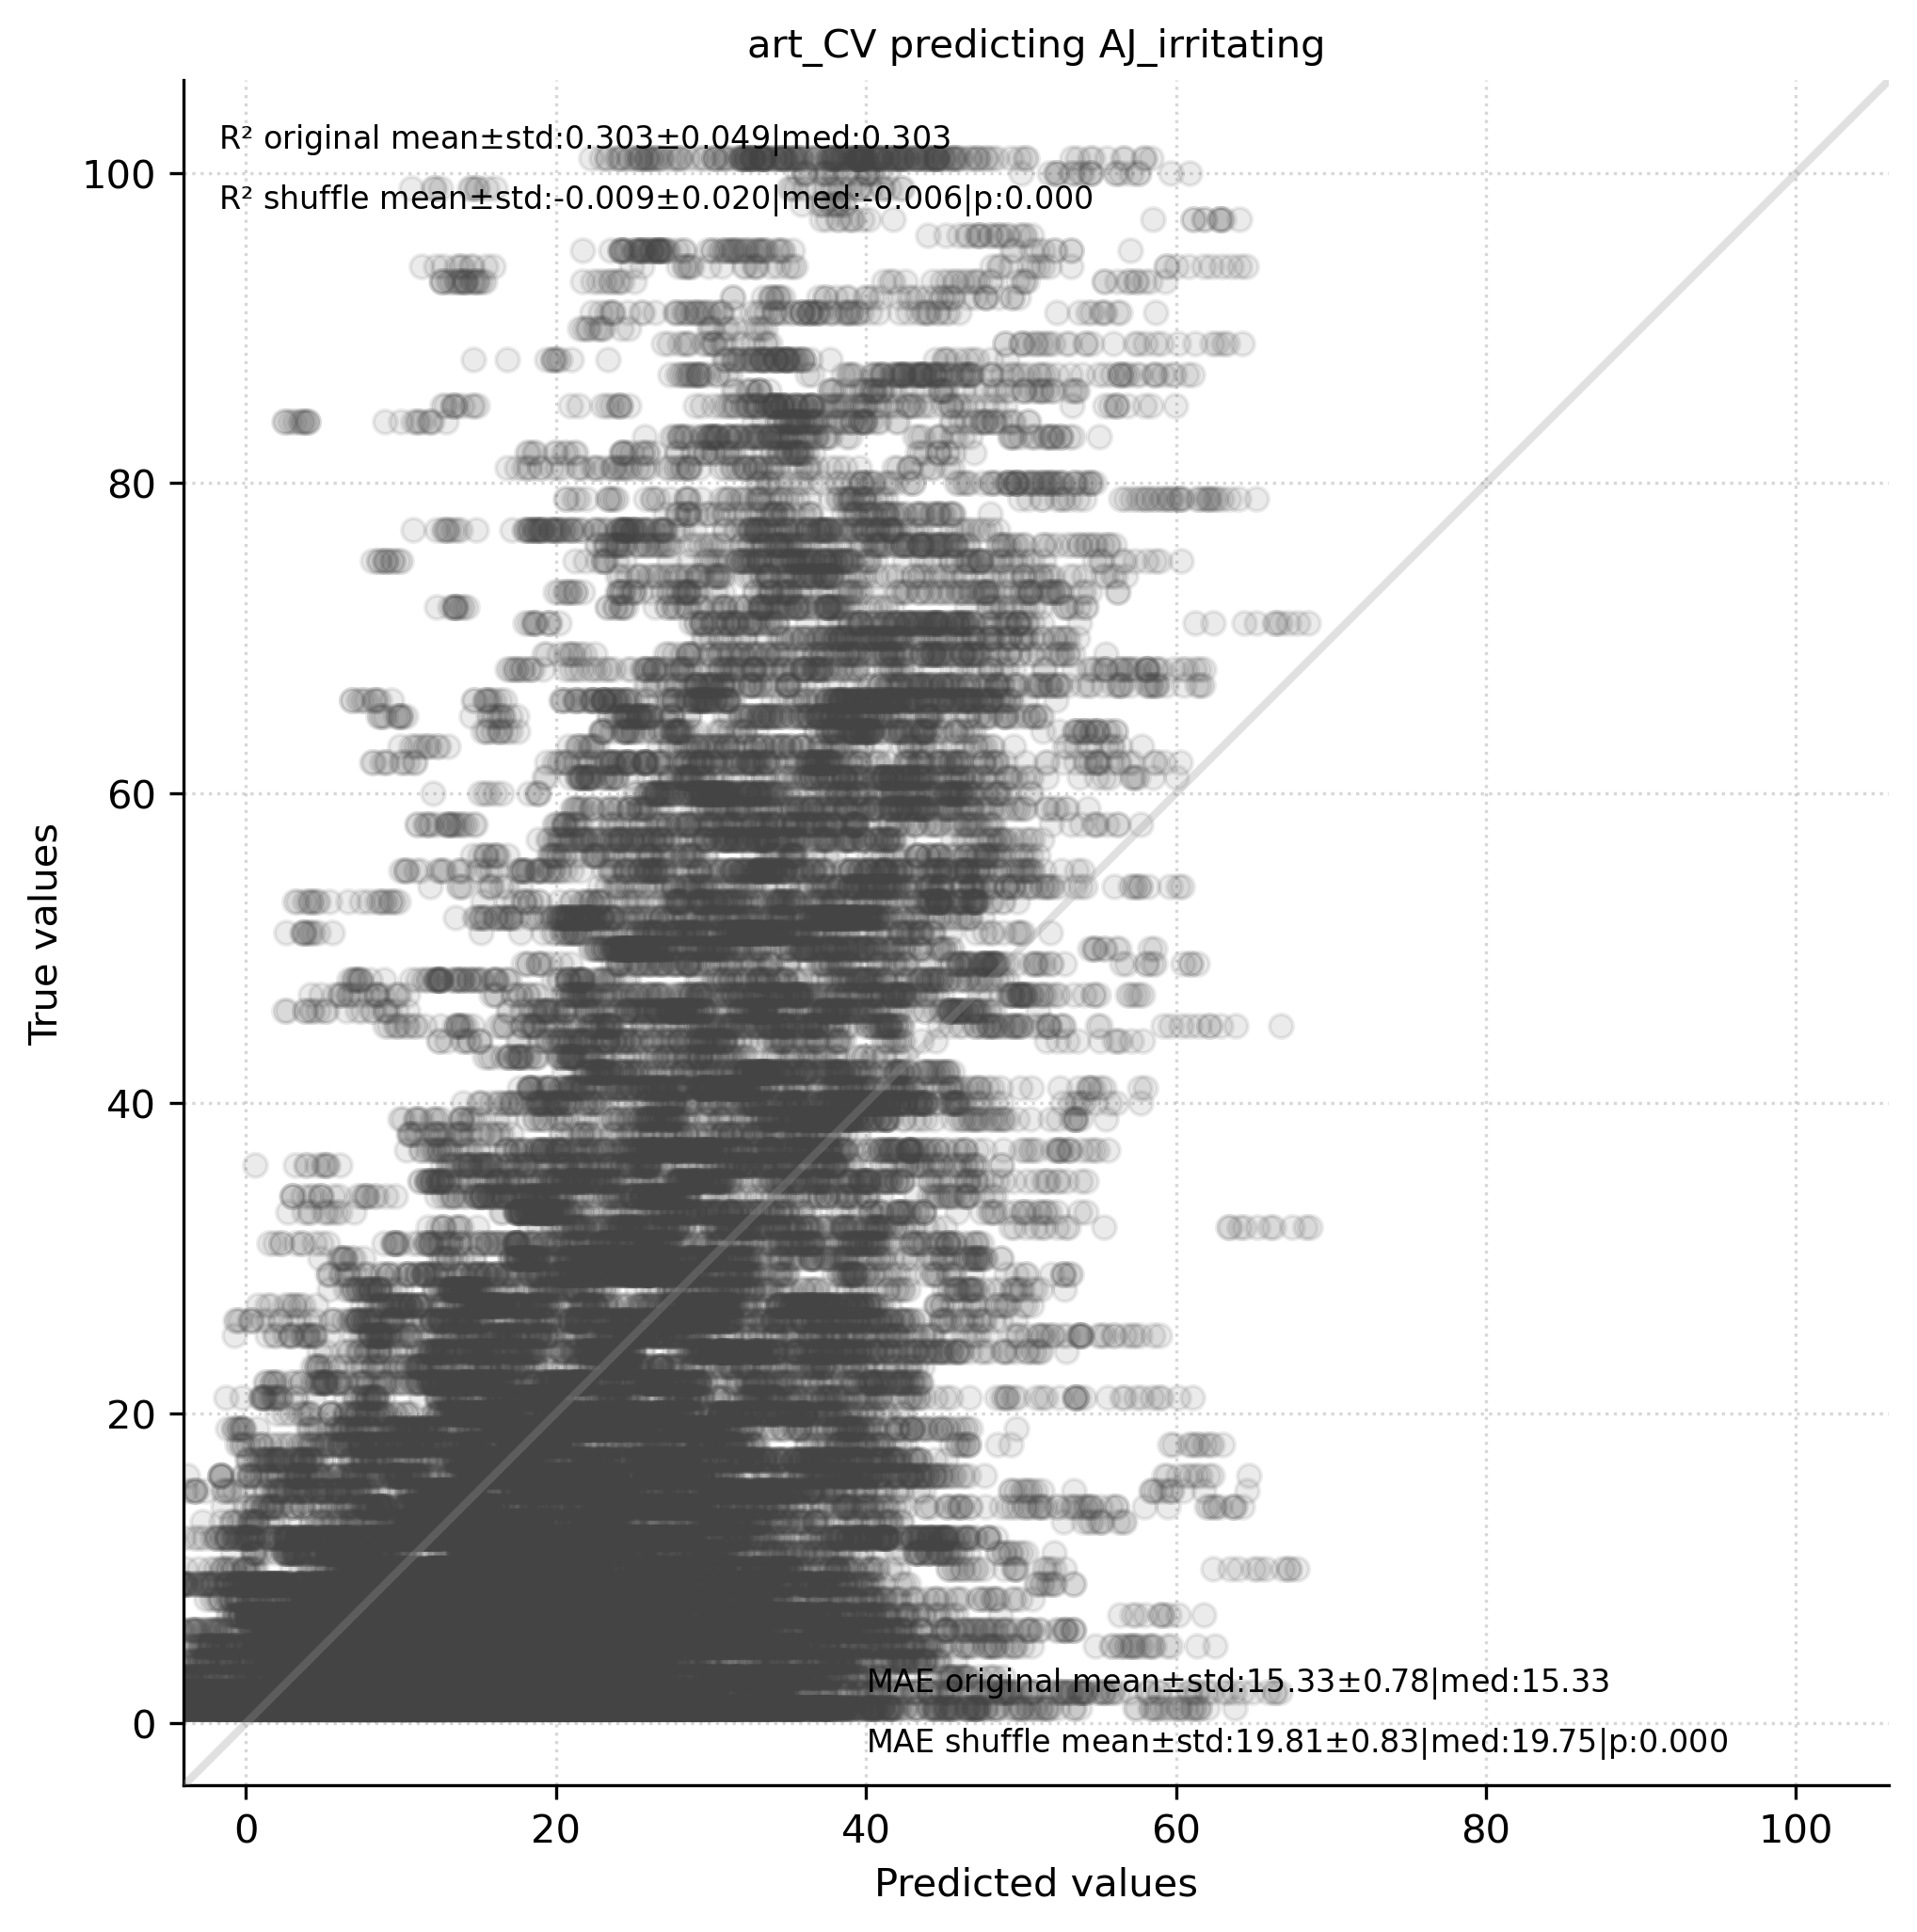 art_CV predicting AJ_irritating
R² original mean±std:0.303±0.049|med:0.303
R² shuffle mean±std:-0.009±0.020|med:-0.006|p:0.000
100
80
60
40
20
0
True values
MAE original mean±std:15.33±0.78|med:15.33
MAE shuffle mean±std:19.81±0.83|med:19.75|p:0.000
0 20 40 60 80 100
Predicted values